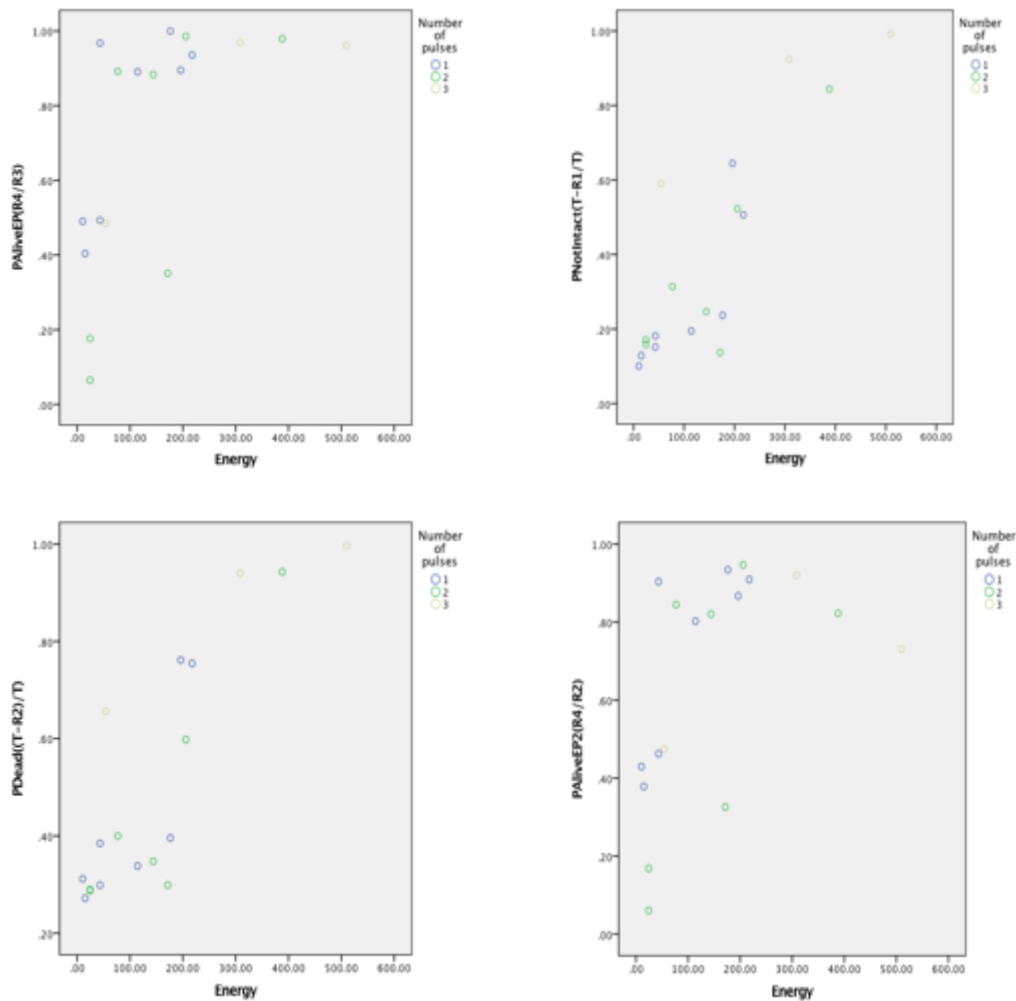 Number
of
pulses
1
2
3
1.00
.80
.60
.40
.20
.00
PAliveEP(R4/R3)
.00 100.00 200.00 300.00 400.00 500.00 600.00
Energy
Number
of
pulses
1
2
3
1.00
.80
.60
.40
.20
.00
PNotIntact(T-R1/T)
.00 100.00 200.00 300.00 400.00 500.00 600.00
Energy
Number
of
pulses
1
2
3
1.00
.80
.60
.40
.20
PDead((T-R2)/T)
.00 100.00 200.00 300.00 400.00 500.00 600.00
Energy
Number
of
pulses
1
2
3
1.00
.80
.60
.40
.20
.00
PAliveEP2(R4/R2)
.00 100.00 200.00 300.00 400.00 500.00 600.00
Energy